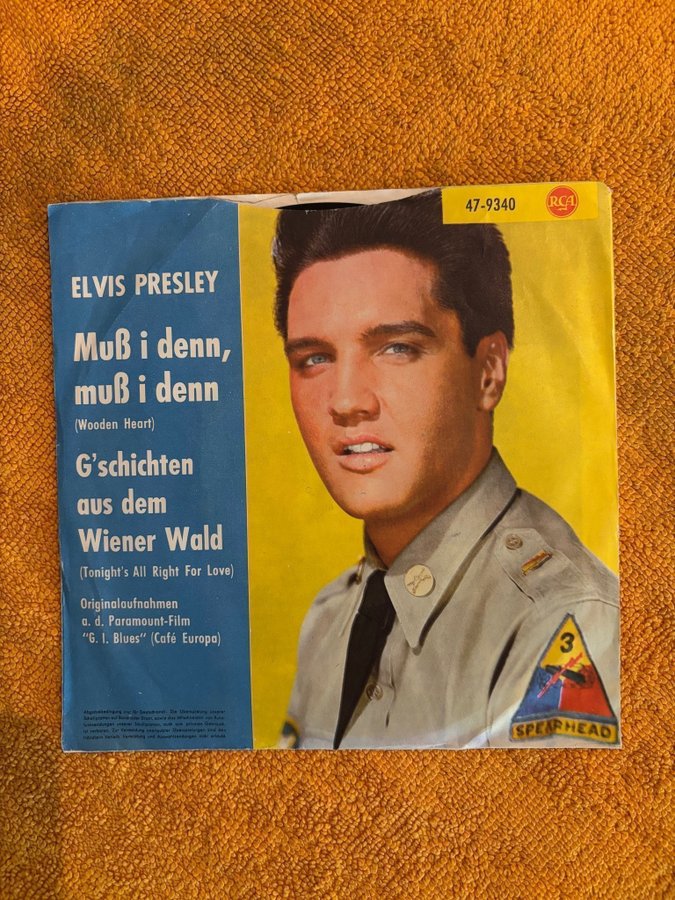 47-9340
RCA
ELVIS PRESLEY
Muß i denn,
muß i denn
(Wooden Heart)
G'schichten
aus dem
Wiener Wald
(Tonight's All Right For Love)
Originalaufnahmen
a. d. Paramount-Film
"G. I. Blues" (Café Europa)
3
SPEARHEAD